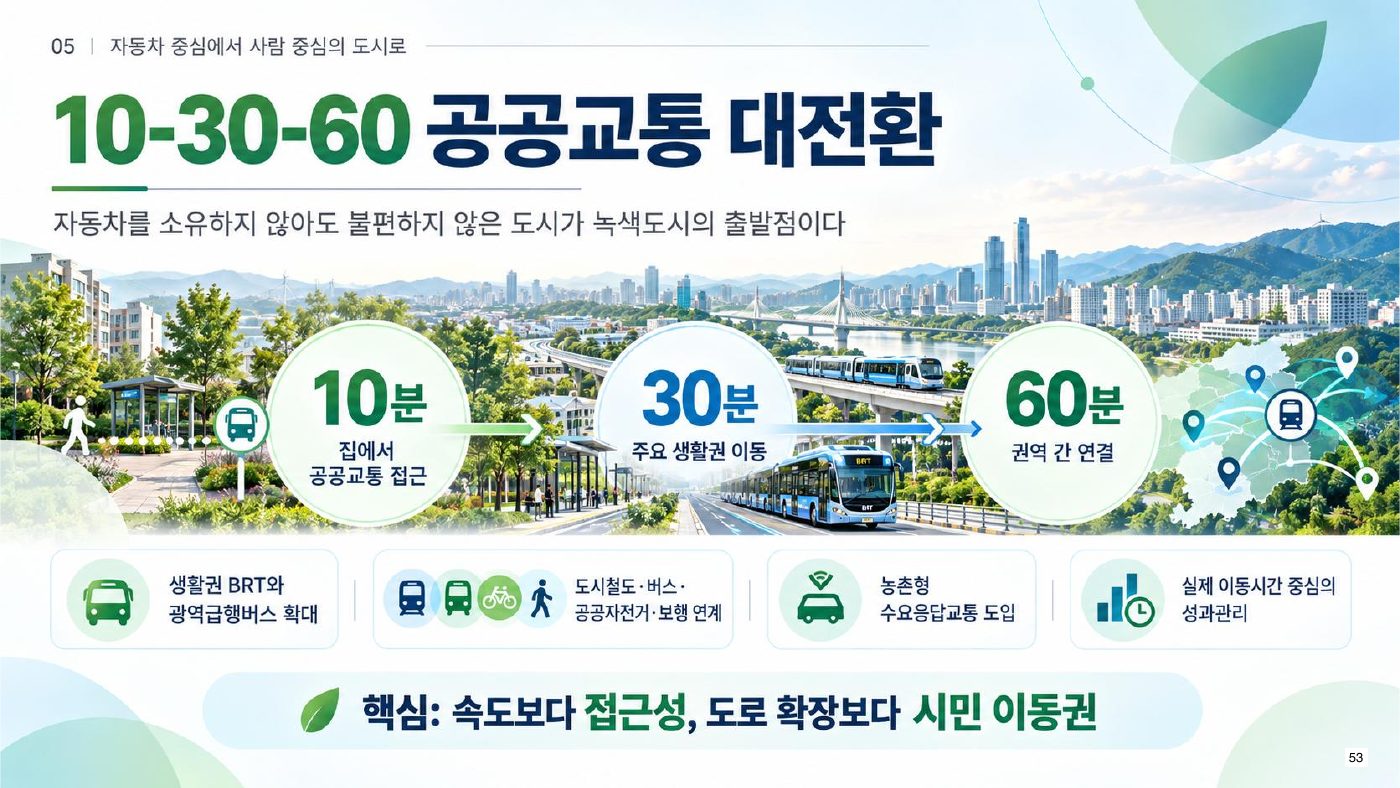 05 | 자동차 중심에서 사람 중심의 도시로
10-30-60 공공교통 대전환
자동차를 소유하지 않아도 불편하지 않은 도시가 녹색도시의 출발점이다
10분
집에서
공공교통 접근
30분
주요 생활권 이동
60분
권역 간 연결
BRT
BRT
생활권 BRT와
광역급행버스 확대
도시철도·버스·
공공자전거·보행 연계
농촌형
수요응답교통 도입
실제 이동시간 중심의
성과관리
핵심: 속도보다 접근성, 도로 확장보다 시민 이동권
53